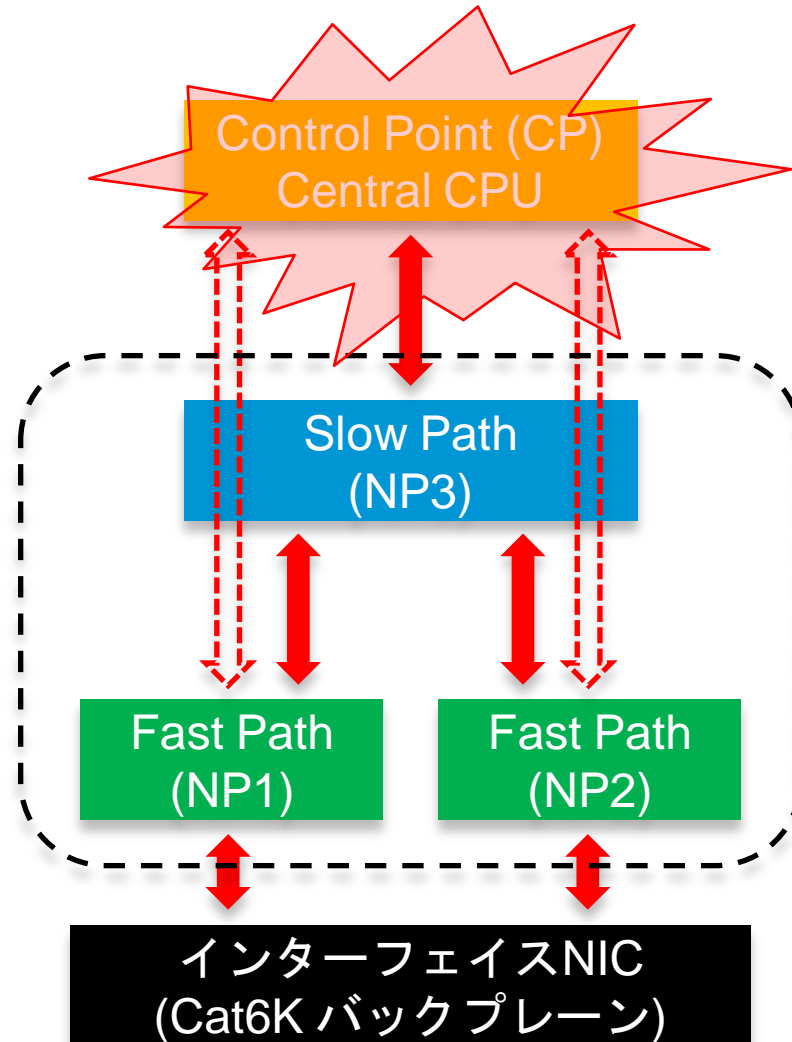 Control Point (CP)
Central CPU
Slow Path
(NP3)
Fast Path
(NP1)
Fast Path
(NP2)
インターフェイスNIC
(Cat6K バックプレーン)